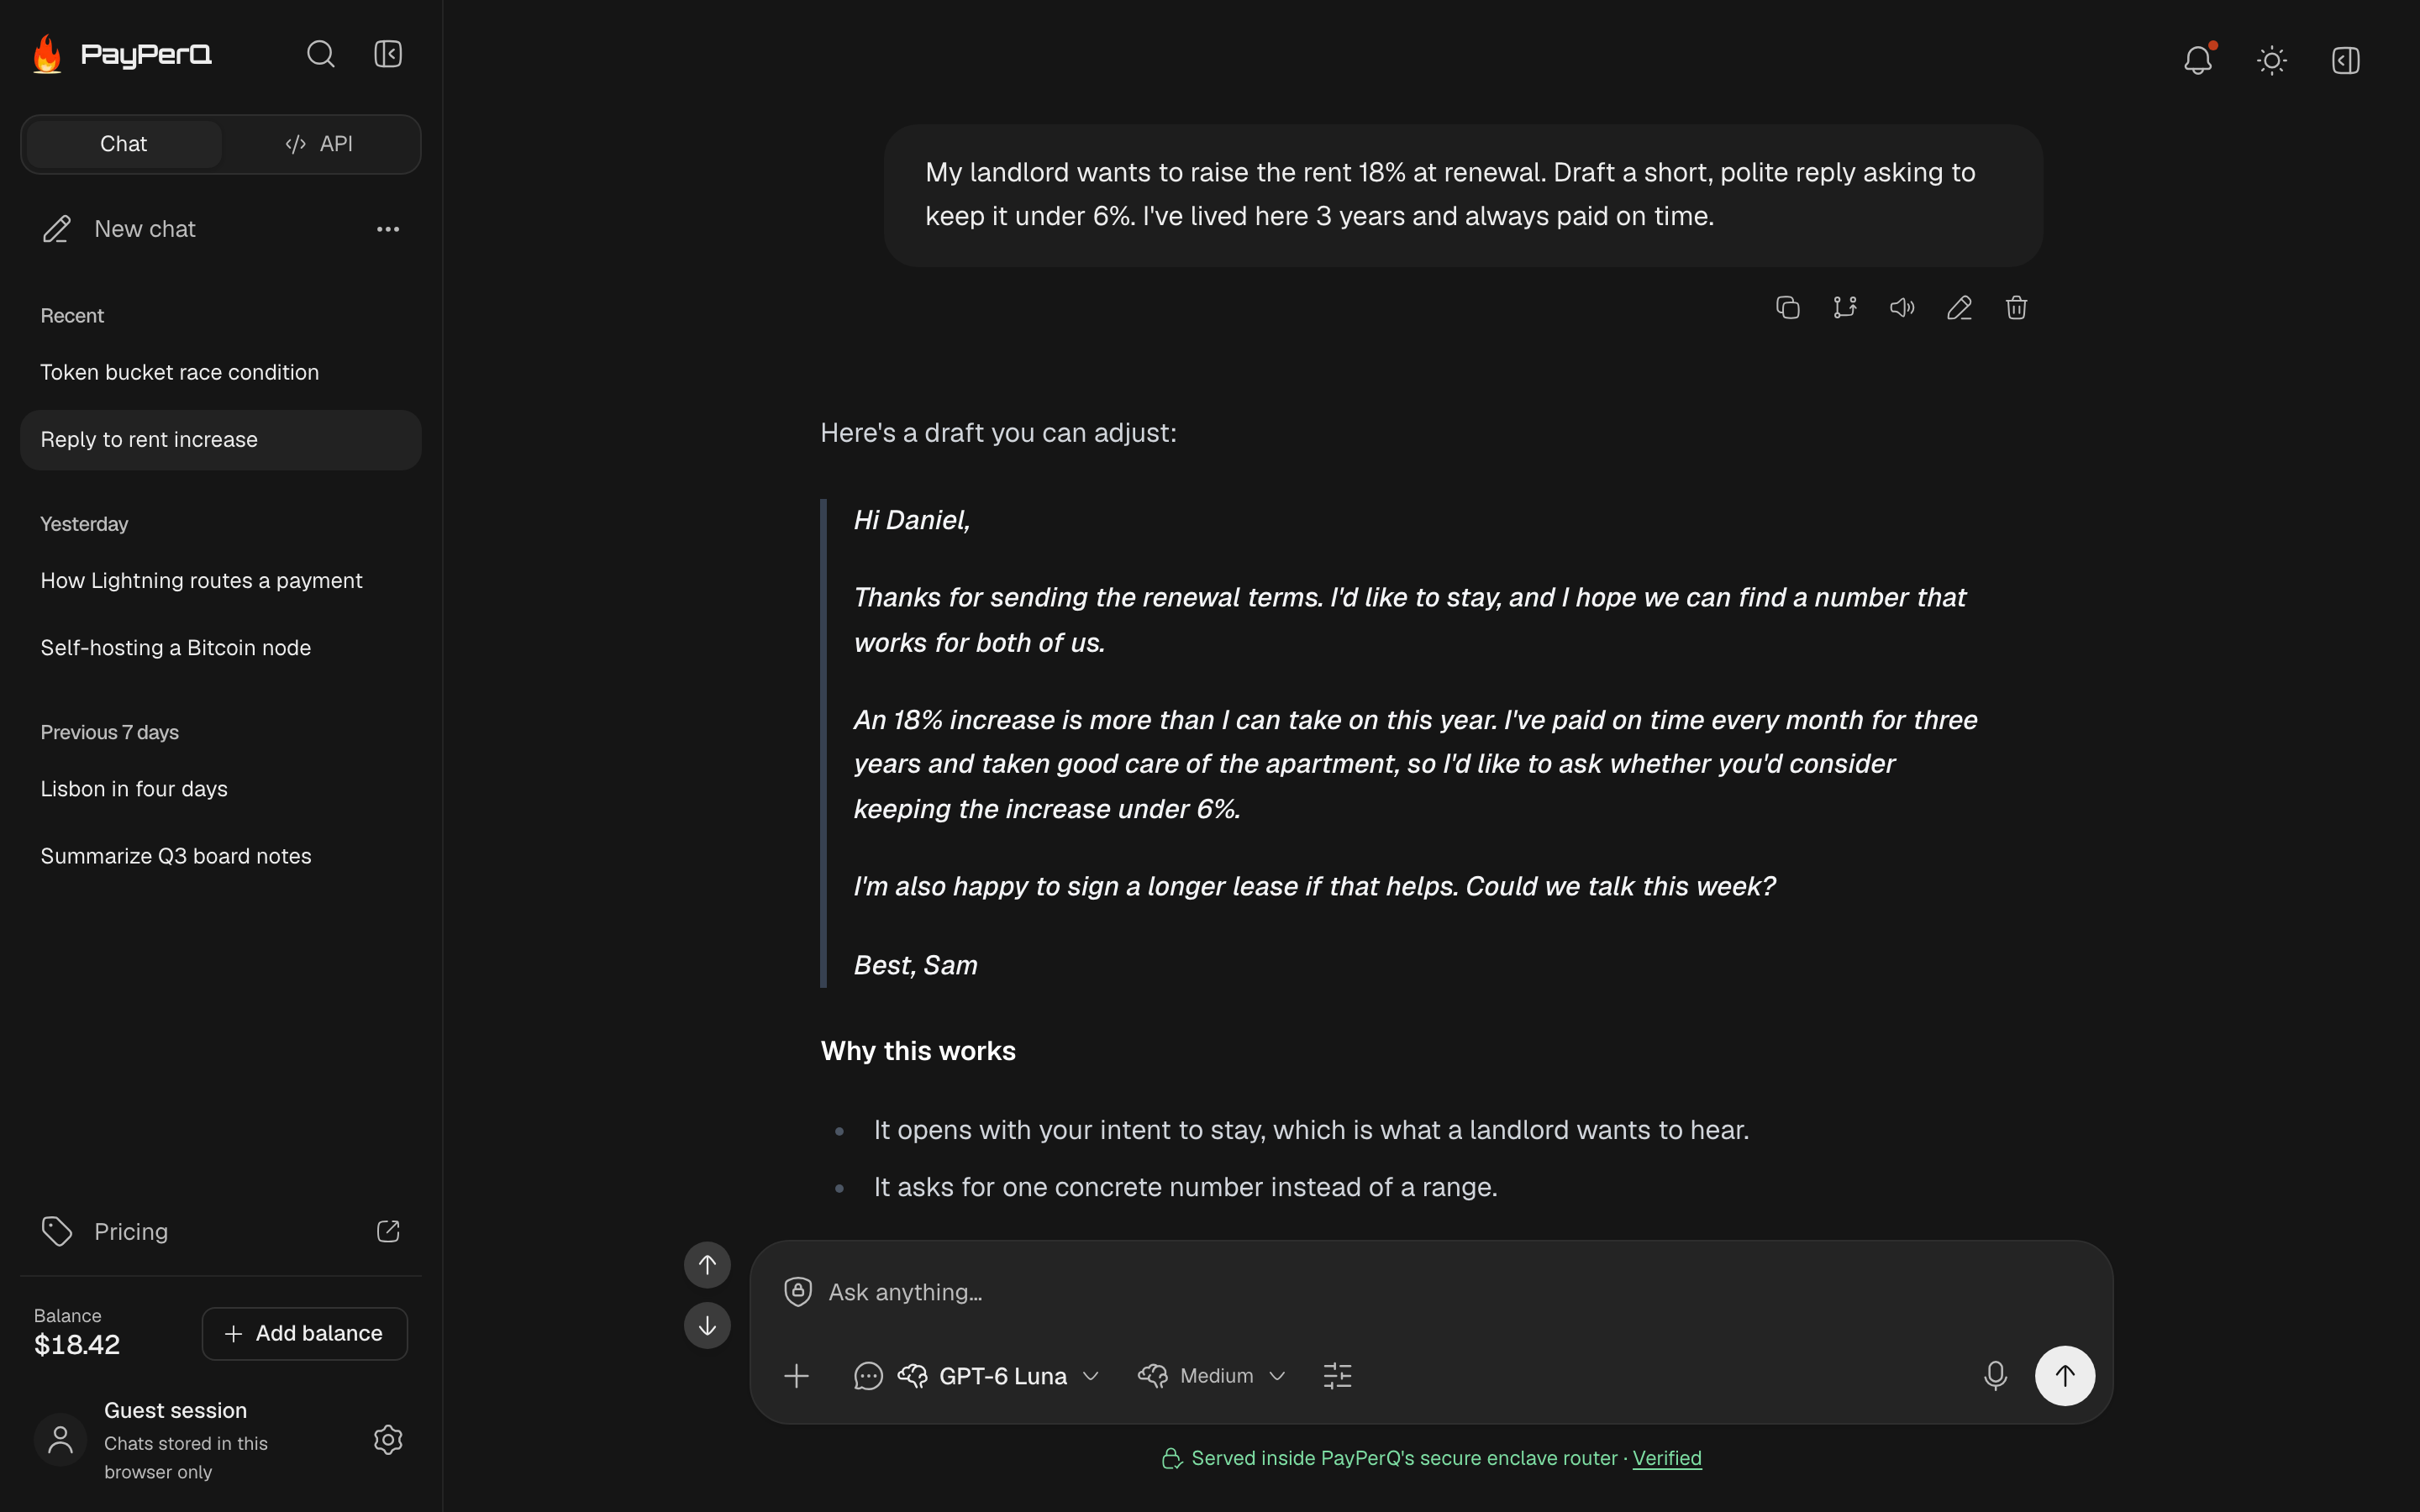 PayPerQ
Chat
API
New chat
Recent
Token bucket race condition
Reply to rent increase
Yesterday
How Lightning routes a payment
Self-hosting a Bitcoin node
Previous 7 days
Lisbon in four days
Summarize Q3 board notes
Pricing
Balance
$18.42
Add balance
Guest session
Chats stored in this
browser only
My landlord wants to raise the rent 18% at renewal. Draft a short, polite reply asking to
keep it under 6%. I've lived here 3 years and always paid on time.
Here's a draft you can adjust:
Hi Daniel,
Thanks for sending the renewal terms. I'd like to stay, and I hope we can find a number that
works for both of us.
An 18% increase is more than I can take on this year. I've paid on time every month for three
years and taken good care of the apartment, so I'd like to ask whether you'd consider
keeping the increase under 6%.
I'm also happy to sign a longer lease if that helps. Could we talk this week?
Best, Sam
Why this works
• It opens with your intent to stay, which is what a landlord wants to hear.
• It asks for one concrete number instead of a range.
Ask anything...
GPT-6 Luna
Medium
Served inside PayPerQ's secure enclave router · Verified